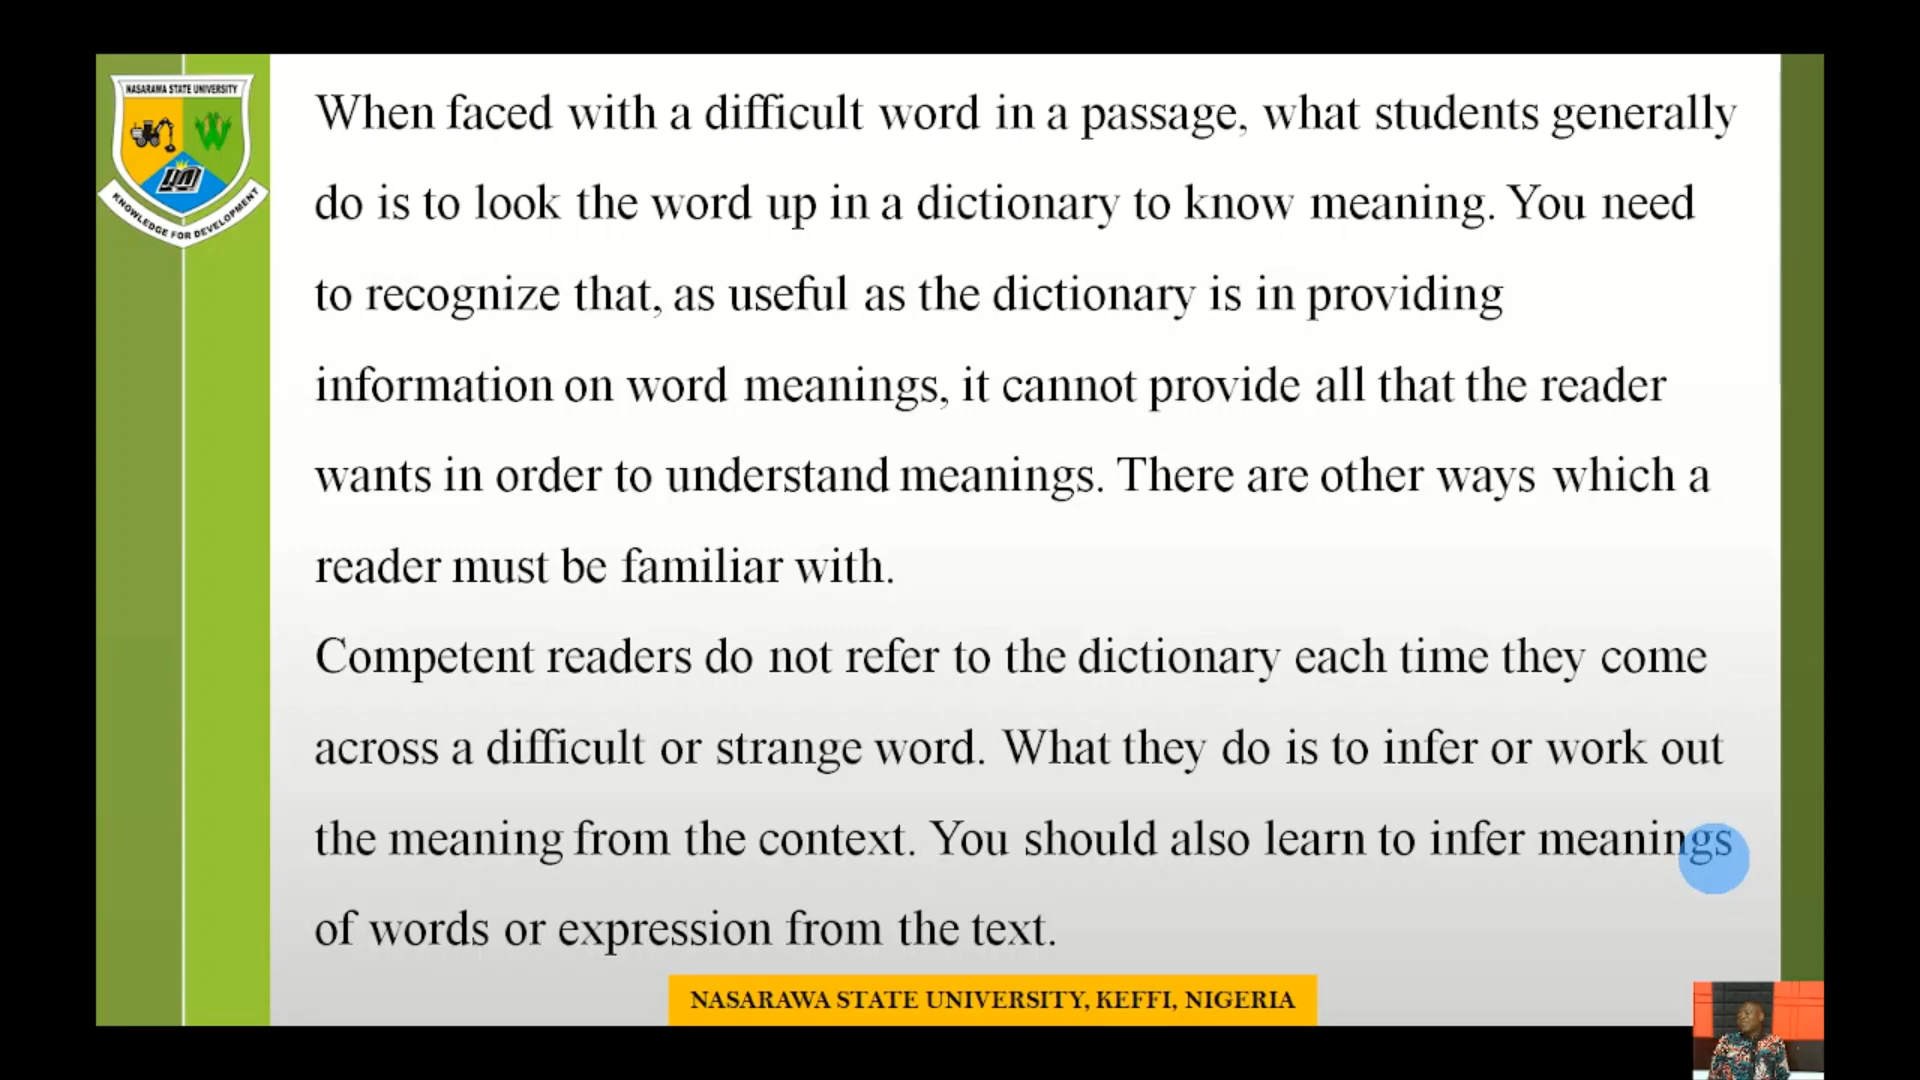 NASARAWA STATE UNIVERSITY
KNOWLEDGE FOR DEVELOPMENT
When faced with a difficult word in a passage, what students generally
do is to look the word up in a dictionary to know meaning. You need
to recognize that, as useful as the dictionary is in providing
information on word meanings, it cannot provide all that the reader
wants in order to understand meanings. There are other ways which a
reader must be familiar with.
Competent readers do not refer to the dictionary each time they come
across a difficult or strange word. What they do is to infer or work out
the meaning from the context. You should also learn to infer meanings
of words or expression from the text.
NASARAWA STATE UNIVERSITY, KEFFI, NIGERIA